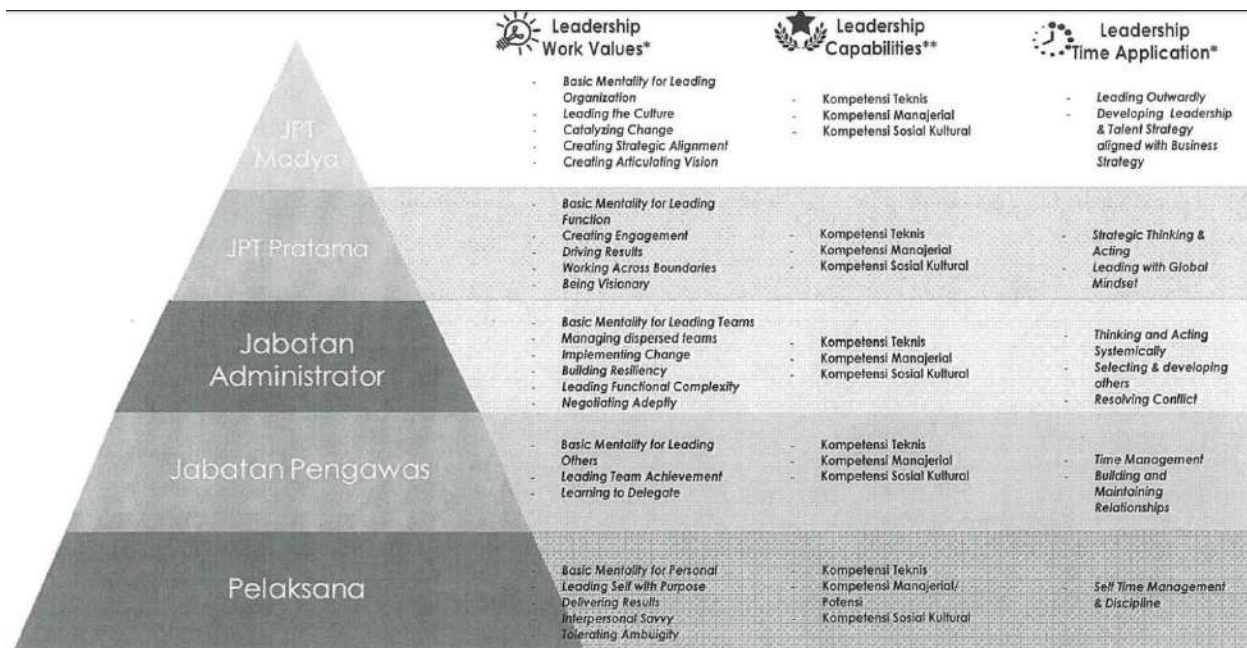 Leadership
Work Values*
Leadership
Capabilities**
Leadership
Time Application*
JPT
Madya
- Basic Mentality for Leading
Organization
- Leading the Culture
- Catalyzing Change
- Creating Strategic Alignment
- Creating Articulating Vision
- Kompetensi Teknis
- Kompetensi Manajerial
- Kompetensi Sosial Kultural
- Leading Outwardly
- Developing Leadership
& Talent Strategy
aligned with Business
Strategy
JPT Pratama
- Basic Mentality for Leading
Function
- Creating Engagement
- Driving Results
- Working Across Boundaries
- Being Visionary
- Kompetensi Teknis
- Kompetensi Manajerial
- Kompetensi Sosial Kultural
- Strategic Thinking &
Acting
- Leading with Global
Mindset
Jabatan
Administrator
- Basic Mentality for Leading Teams
- Managing dispersed teams
- Implementing Change
- Building Resiliency
- Leading Functional Complexity
- Negotiating Adeptly
- Kompetensi Teknis
- Kompetensi Manajerial
- Kompetensi Sosial Kultural
- Thinking and Acting
Systemically
- Selecting & developing
others
- Resolving Conflict
Jabatan Pengawas
- Basic Mentality for Leading
Others
- Leading Team Achievement
- Learning to Delegate
- Kompetensi Teknis
- Kompetensi Manajerial
- Kompetensi Sosial Kultural
- Time Management
- Building and
Maintaining
Relationships
Pelaksana
- Basic Mentality for Personal
- Leading Self with Purpose
- Delivering Results
- Interpersonal Savvy
- Tolerating Ambuigity
- Kompetensi Teknis
- Kompetensi Manajerial/
Potensi
- Kompetensi Sosial Kultural
- Self Time Management
& Discipline